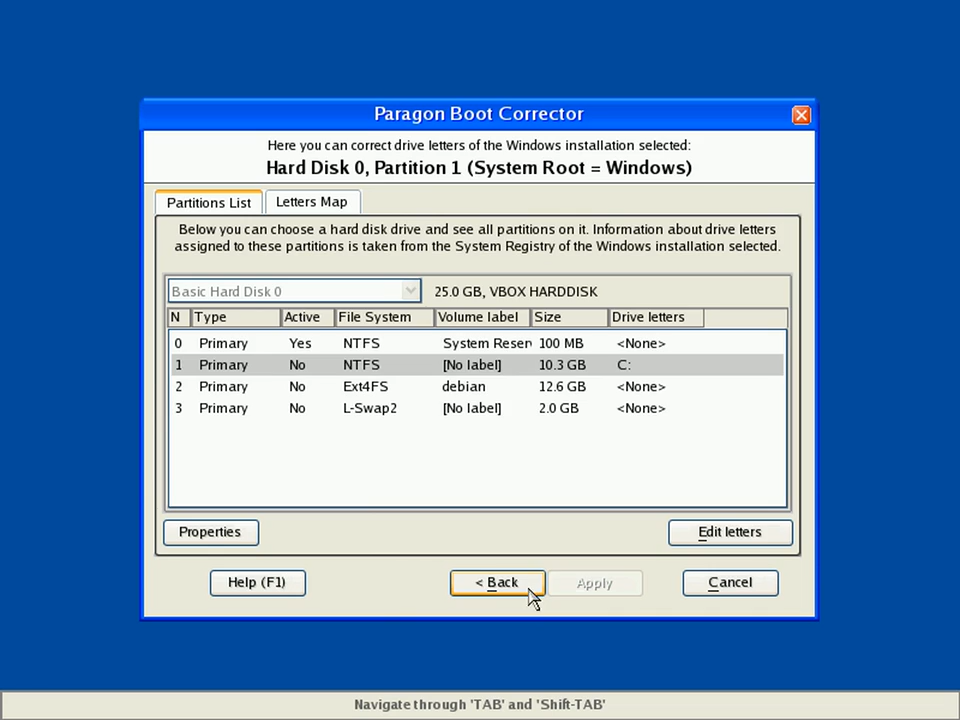 Paragon Boot Corrector
Here you can correct drive letters of the Windows installation selected:
Hard Disk 0, Partition 1 (System Root = Windows)
Partitions List Letters Map
Below you can choose a hard disk drive and see all partitions on it. Information about drive letters
assigned to these partitions is taken from the System Registry of the Windows installation selected.
Basic Hard Disk 0 25.0 GB, VBOX HARDDISK
N Type Active File System Volume label Size Drive letters
0 Primary Yes NTFS System Reserv 100 MB <None>
1 Primary No NTFS [No label] 10.3 GB C:
2 Primary No Ext4FS debian 12.6 GB <None>
3 Primary No L-Swap2 [No label] 2.0 GB <None>
Properties Edit letters
Help (F1) < Back Apply Cancel
Navigate through 'TAB' and 'Shift-TAB'